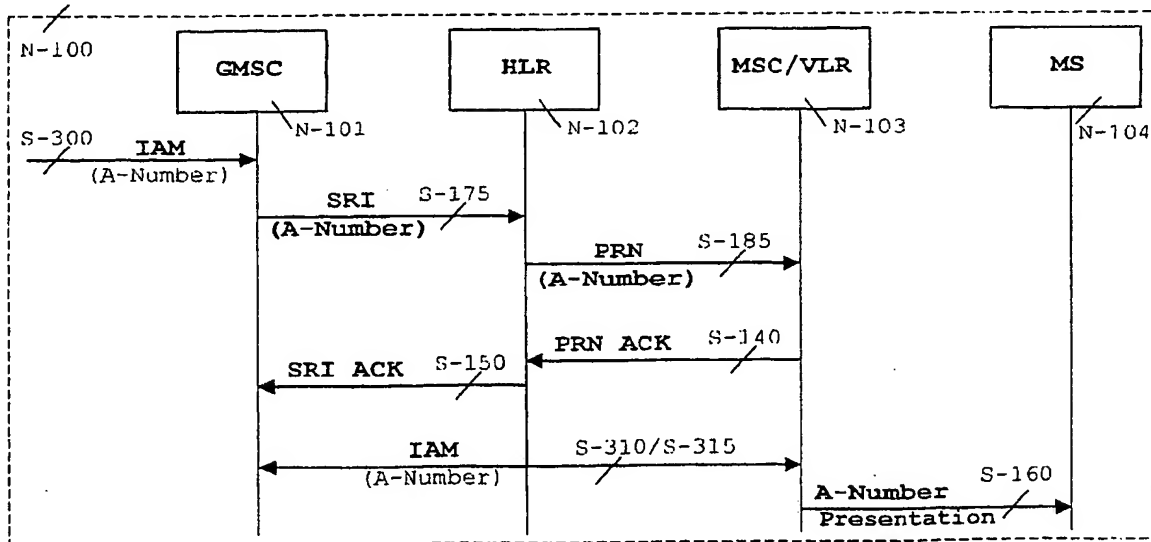 N-100
GMSC
HLR
MSC/VLR
MS
N-101
N-102
N-103
N-104
S-300
IAM
(A-Number)
SRI
S-175
(A-Number)
PRN
S-185
(A-Number)
PRN ACK
S-140
SRI ACK
S-150
IAM
S-310/S-315
(A-Number)
S-160
A-Number
Presentation